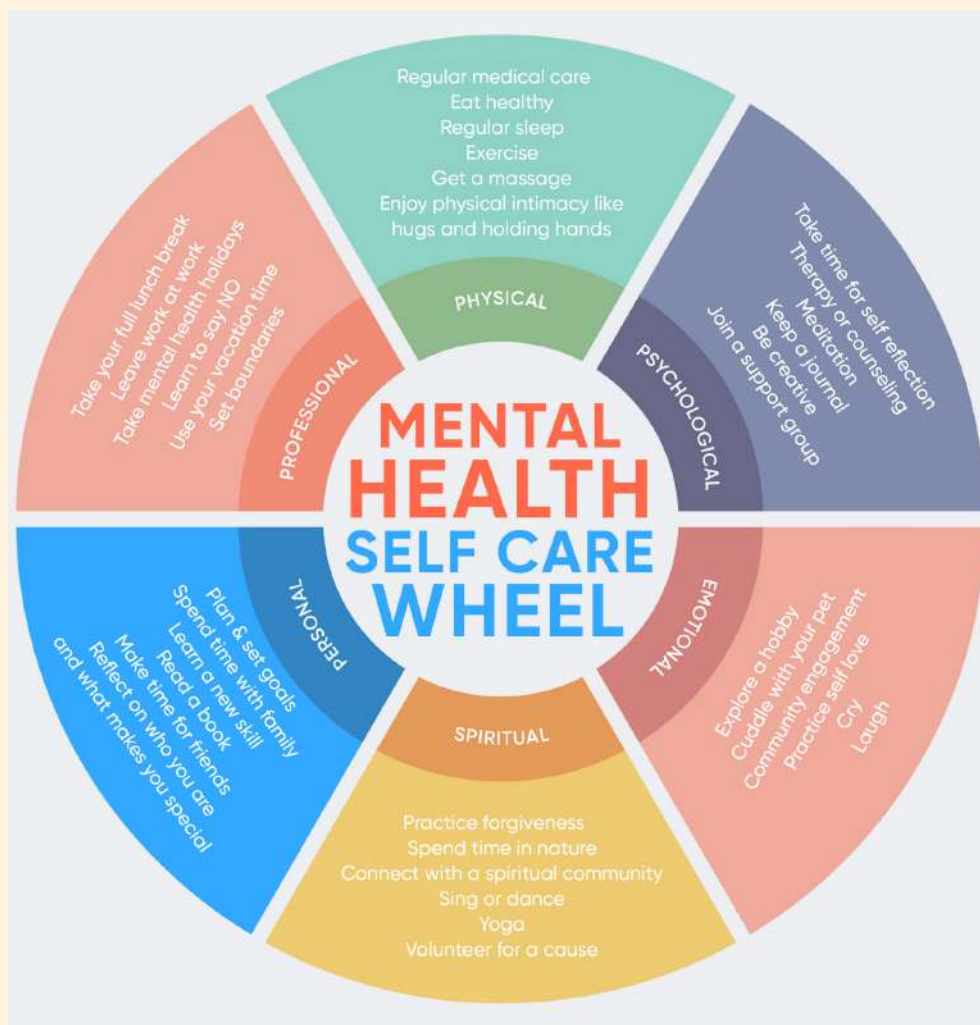 MENTAL
HEALTH
SELF CARE
WHEEL
PHYSICAL
Regular medical care
Eat healthy
Regular sleep
Exercise
Get a massage
Enjoy physical intimacy like
hugs and holding hands
PSYCHOLOGICAL
Take time for self reflection
Therapy or counseling
Meditation
Keep a journal
Be creative
Join a support group
EMOTIONAL
Explore a hobby
Cuddle with your pet
Community engagement
Practice self love
Cry
Laugh
SPIRITUAL
Practice forgiveness
Spend time in nature
Connect with a spiritual community
Sing or dance
Yoga
Volunteer for a cause
PERSONAL
Plan & set goals
Spend time with family
Learn a new skill
Read a book
Make time for friends
Reflect on who you are
and what makes you special
PROFESSIONAL
Take your full lunch break
Leave work at work
Take mental health holidays
Learn to say NO
Use your vacation time
Set boundaries